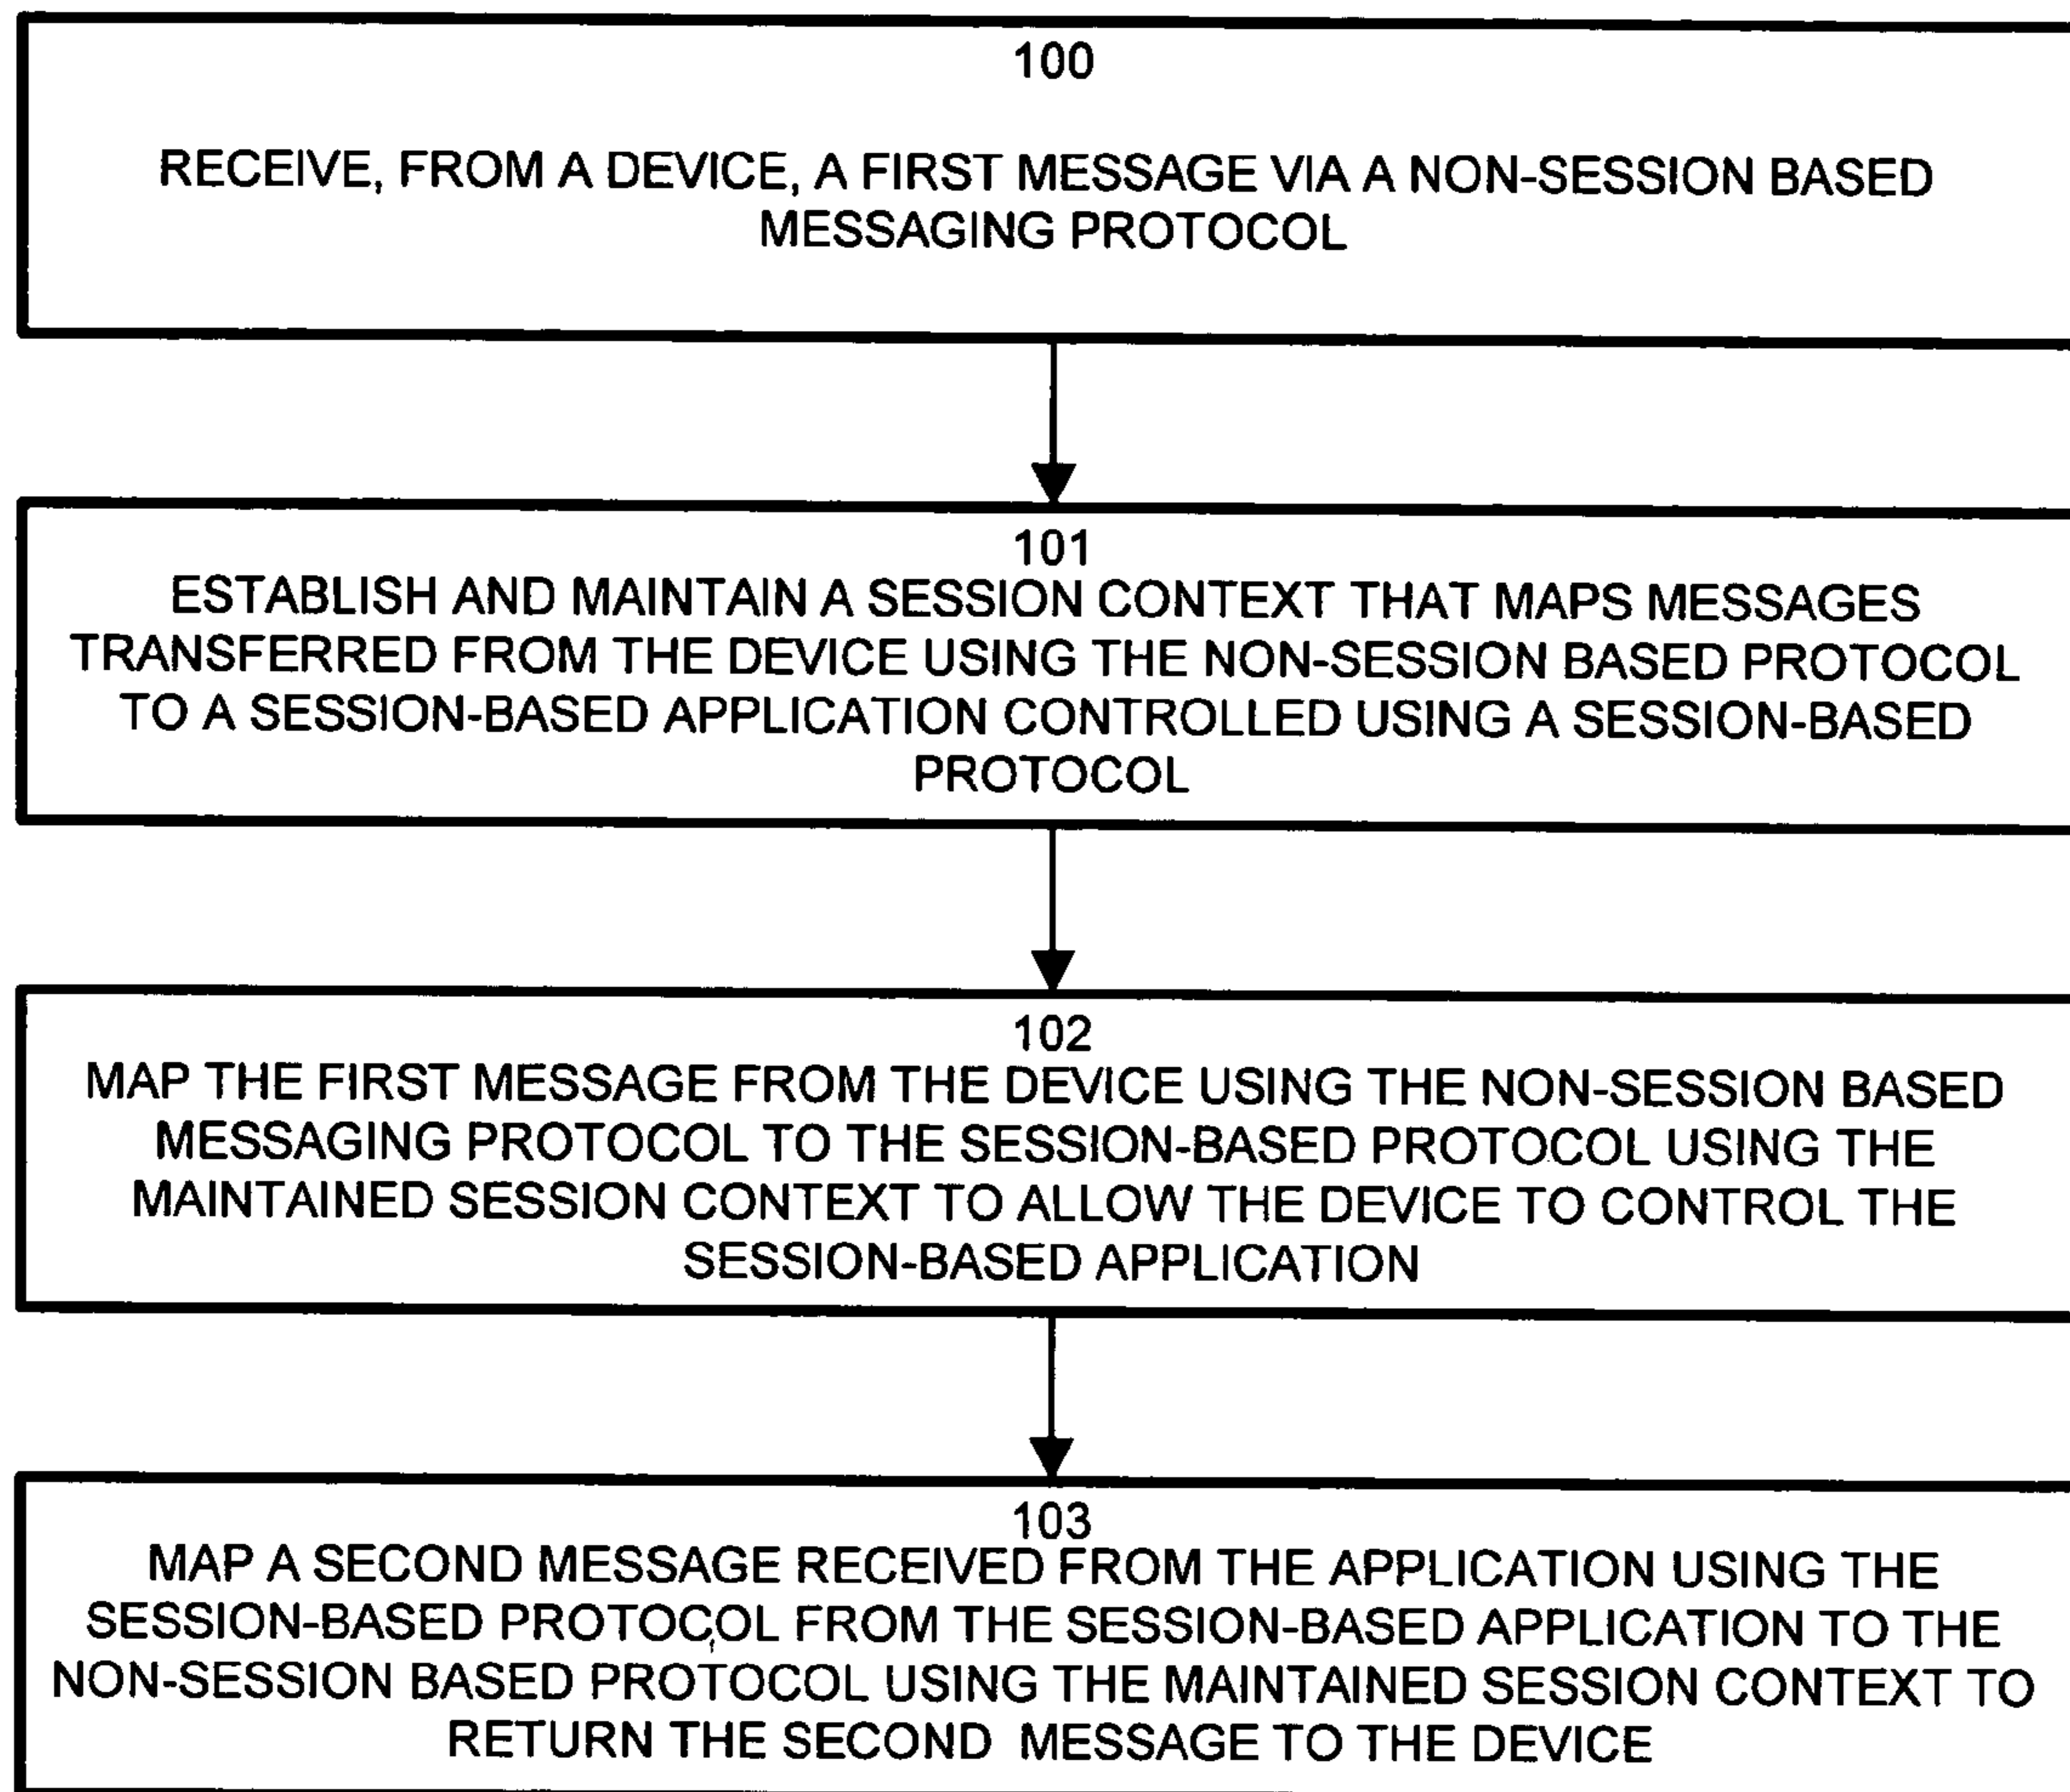 100
RECEIVE, FROM A DEVICE, A FIRST MESSAGE VIA A NON-SESSION BASED
MESSAGING PROTOCOL
101
ESTABLISH AND MAINTAIN A SESSION CONTEXT THAT MAPS MESSAGES
TRANSFERRED FROM THE DEVICE USING THE NON-SESSION BASED PROTOCOL
TO A SESSION-BASED APPLICATION CONTROLLED USING A SESSION-BASED
PROTOCOL
102
MAP THE FIRST MESSAGE FROM THE DEVICE USING THE NON-SESSION BASED
MESSAGING PROTOCOL TO THE SESSION-BASED PROTOCOL USING THE
MAINTAINED SESSION CONTEXT TO ALLOW THE DEVICE TO CONTROL THE
SESSION-BASED APPLICATION
103
MAP A SECOND MESSAGE RECEIVED FROM THE APPLICATION USING THE
SESSION-BASED PROTOCOL FROM THE SESSION-BASED APPLICATION TO THE
NON-SESSION BASED PROTOCOL USING THE MAINTAINED SESSION CONTEXT TO
RETURN THE SECOND MESSAGE TO THE DEVICE